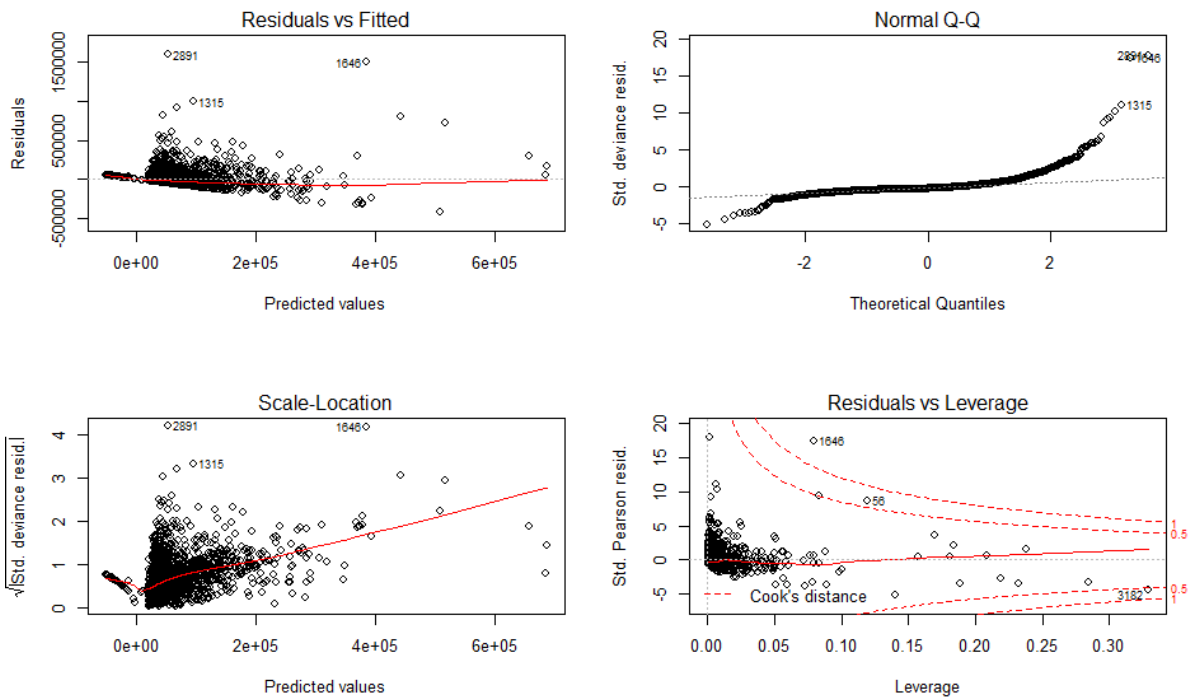 Residuals vs Fitted
Residuals
1500000
500000
0
-500000
2891
1646
1315
0e+00 2e+05 4e+05 6e+05
Predicted values
Normal Q-Q
Std. deviance resid.
20
15
10
5
0
-5
2891
1646
1315
-2 0 2
Theoretical Quantiles
Scale-Location
√|Std. deviance resid.|
4
3
2
1
0
2891
1646
1315
0e+00 2e+05 4e+05 6e+05
Predicted values
Residuals vs Leverage
Std. Pearson resid.
20
15
10
5
0
-5
1646
56
3182
1
0.5
0.5
1
Cook's distance
0.00 0.05 0.10 0.15 0.20 0.25 0.30
Leverage